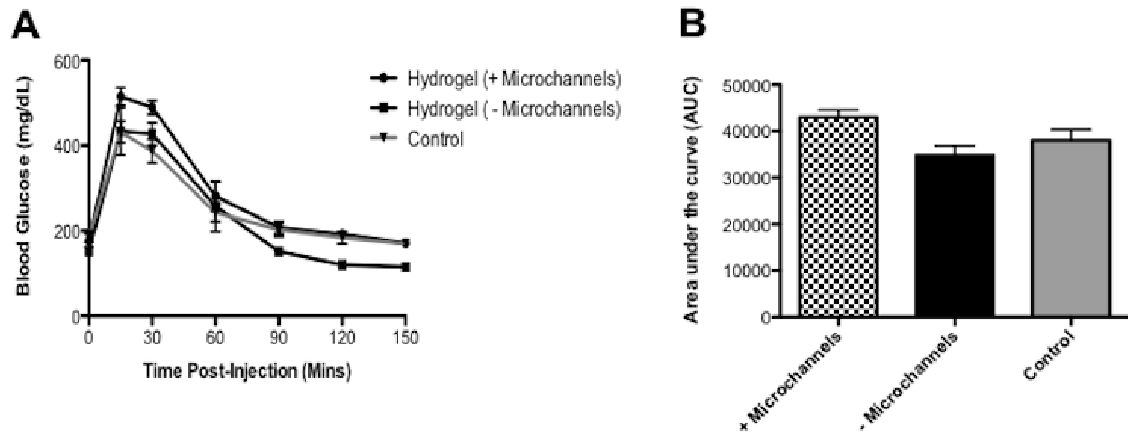 A
Blood Glucose (mg/dL)
600
400
200
0
0 30 60 90 120 150
Time Post-Injection (Mins)
Hydrogel (+ Microchannels)
Hydrogel ( - Microchannels)
Control
B
Area under the curve (AUC)
50000
40000
30000
20000
10000
0
+ Microchannels
- Microchannels
Control